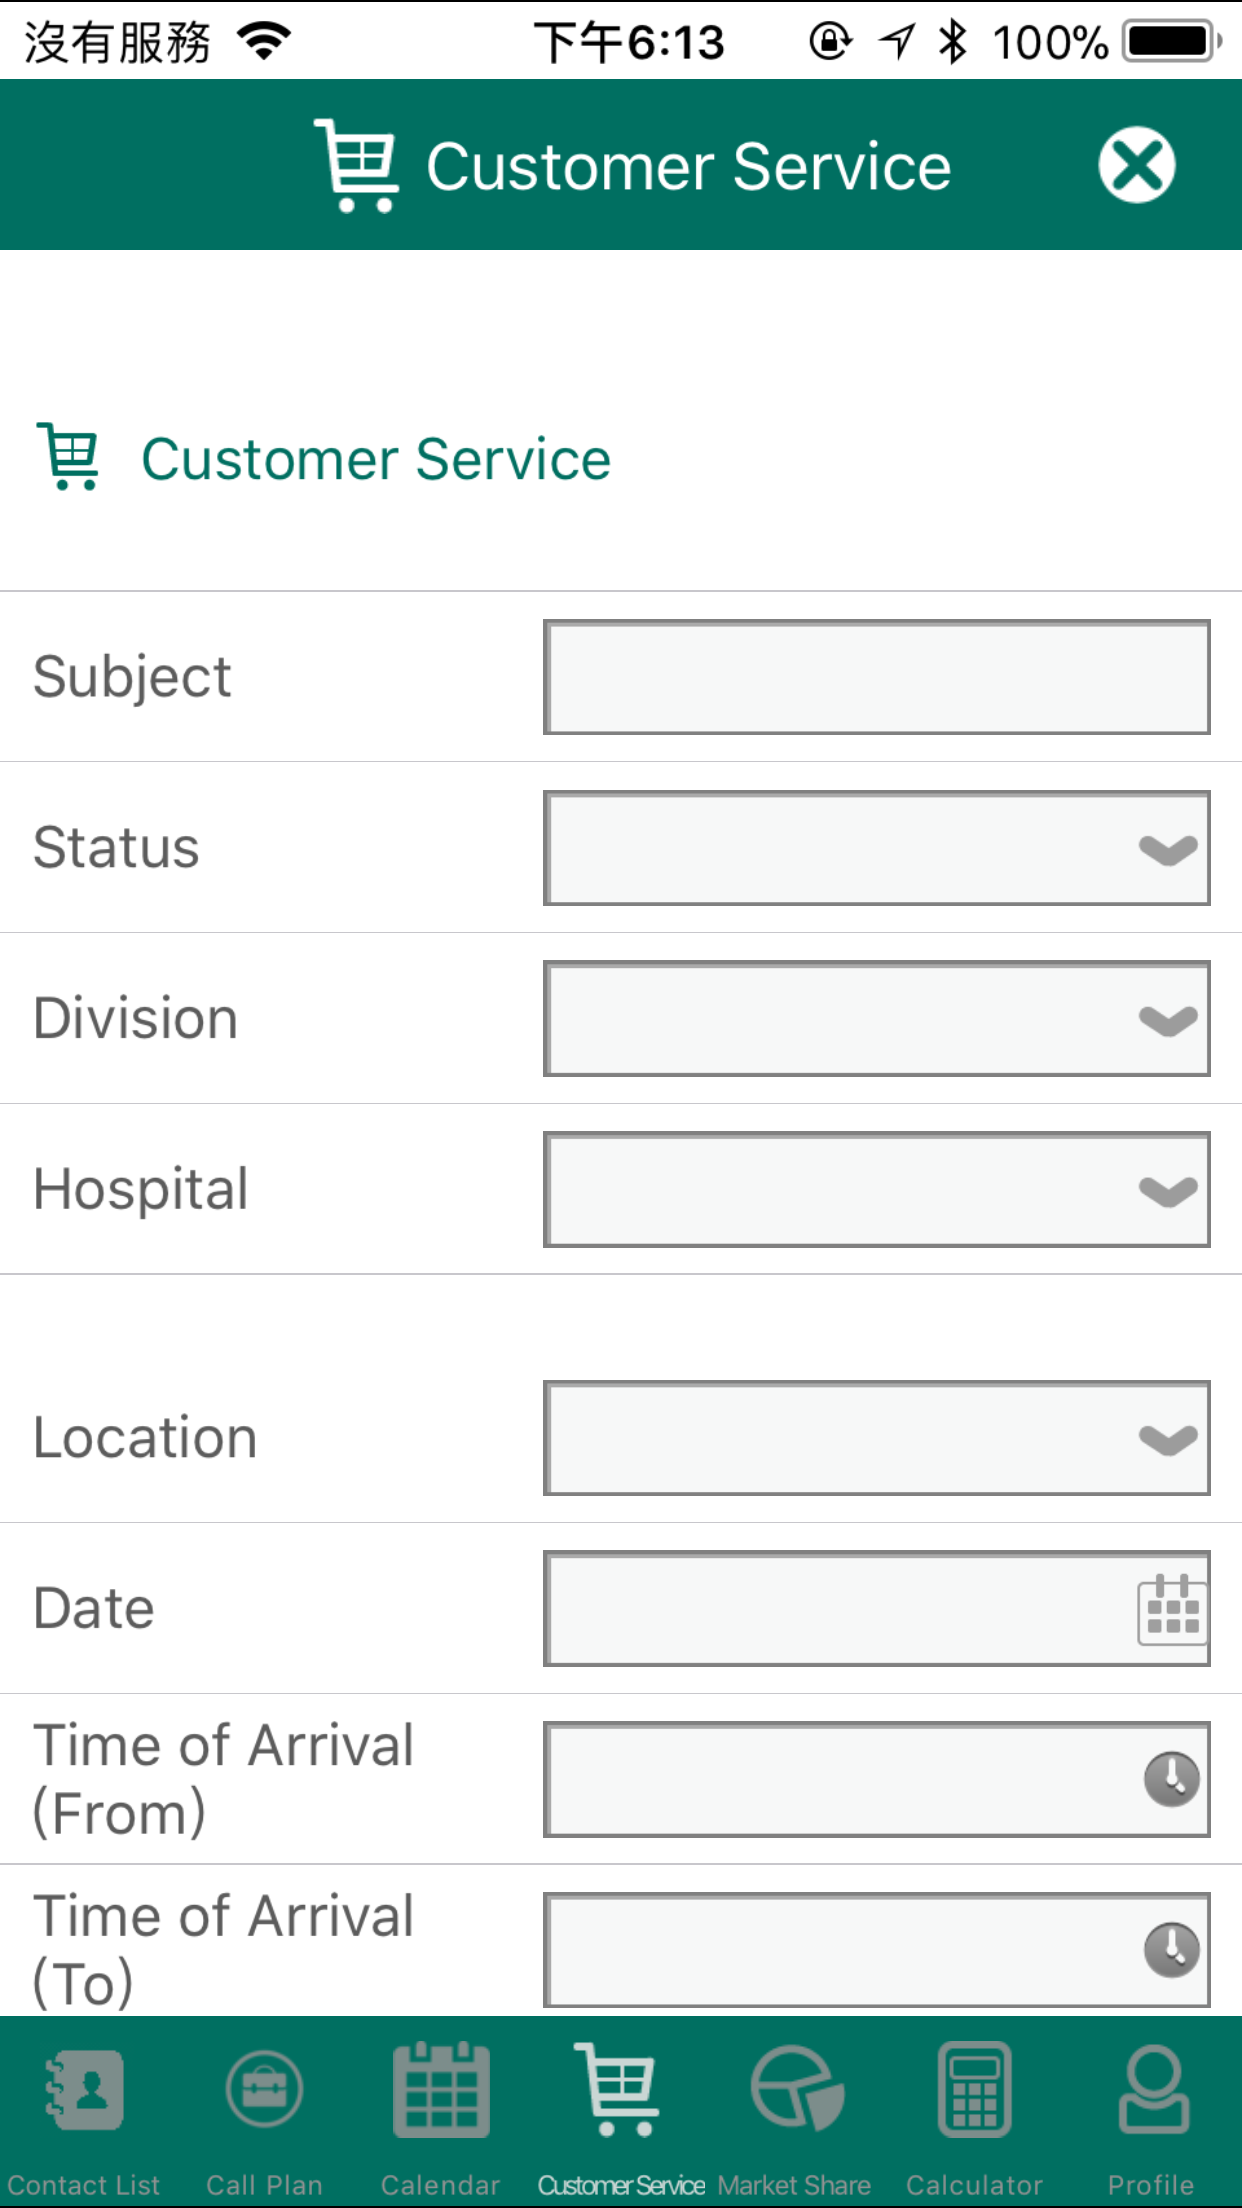 沒有服務 下午6:13 100%
Customer Service
Customer Service
Subject
Status
Division
Hospital
Location
Date
Time of Arrival
(From)
Time of Arrival
(To)
Contact List Call Plan Calendar Customer Service Market Share Calculator Profile